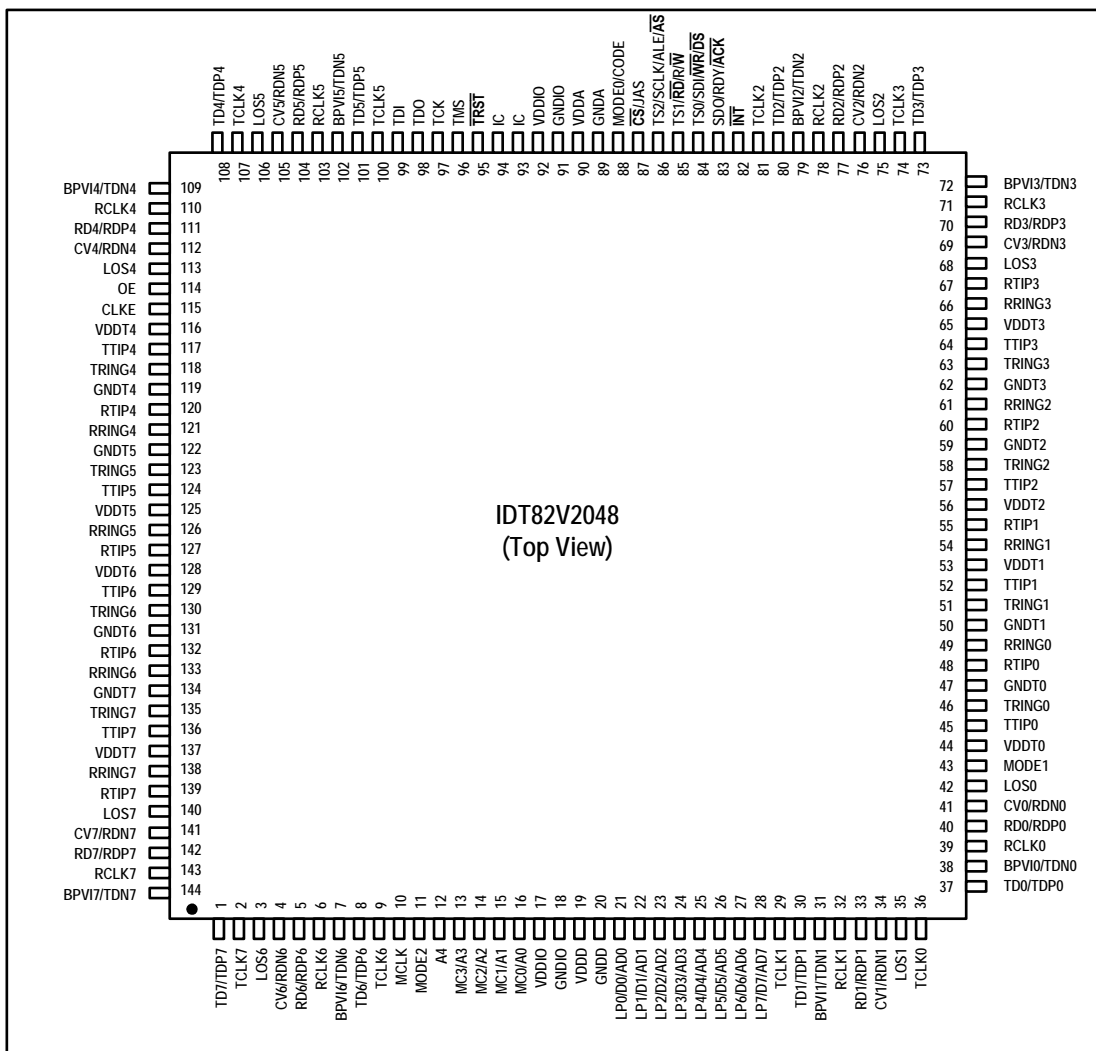 TD4/TDP4
TCLK4
LOS5
CV5/RDN5
RD5/RDP5
RCLK5
BPVI5/TDN5
TD5/TDP5
TCLK5
TDI
TDO
TCK
TMS
TRST
IC
IC
VDDIO
GNDIO
VDDA
GNDA
MODE0/CODE
CS/JAS
TS2/SCLK/ALE/AS
TS1/RD/R/W
TS0/SDI/WR/DS
SDO/RDY/ACK
INT
TCLK2
TD2/TDP2
BPVI2/TDN2
RCLK2
RD2/RDP2
CV2/RDN2
LOS2
TCLK3
TD3/TDP3
108
107
106
105
104
103
102
101
100
99
98
97
96
95
94
93
92
91
90
89
88
87
86
85
84
83
82
81
80
79
78
77
76
75
74
73
BPVI4/TDN4 109
RCLK4 110
RD4/RDP4 111
CV4/RDN4 112
LOS4 113
OE 114
CLKE 115
VDDT4 116
TTIP4 117
TRING4 118
GNDT4 119
RTIP4 120
RRING4 121
GNDT5 122
TRING5 123
TTIP5 124
VDDT5 125
RRING5 126
RTIP5 127
VDDT6 128
TTIP6 129
TRING6 130
GNDT6 131
RTIP6 132
RRING6 133
GNDT7 134
TRING7 135
TTIP7 136
VDDT7 137
RRING7 138
RTIP7 139
LOS7 140
CV7/RDN7 141
RD7/RDP7 142
RCLK7 143
BPVI7/TDN7 144
IDT82V2048
(Top View)
72 BPVI3/TDN3
71 RCLK3
70 RD3/RDP3
69 CV3/RDN3
68 LOS3
67 RTIP3
66 RRING3
65 VDDT3
64 TTIP3
63 TRING3
62 GNDT3
61 RRING2
60 RTIP2
59 GNDT2
58 TRING2
57 TTIP2
56 VDDT2
55 RTIP1
54 RRING1
53 VDDT1
52 TTIP1
51 TRING1
50 GNDT1
49 RRING0
48 RTIP0
47 GNDT0
46 TRING0
45 TTIP0
44 VDDT0
43 MODE1
42 LOS0
41 CV0/RDN0
40 RD0/RDP0
39 RCLK0
38 BPVI0/TDN0
37 TD0/TDP0
1
2
3
4
5
6
7
8
9
10
11
12
13
14
15
16
17
18
19
20
21
22
23
24
25
26
27
28
29
30
31
32
33
34
35
36
TD7/TDP7
TCLK7
LOS6
CV6/RDN6
RD6/RDP6
RCLK6
BPVI6/TDN6
TD6/TDP6
TCLK6
MCLK
MODE2
A4
MC3/A3
MC2/A2
MC1/A1
MC0/A0
VDDIO
GNDIO
VDDD
GNDD
LP0/D0/AD0
LP1/D1/AD1
LP2/D2/AD2
LP3/D3/AD3
LP4/D4/AD4
LP5/D5/AD5
LP6/D6/AD6
LP7/D7/AD7
TCLK1
TD1/TDP1
BPVI1/TDN1
RCLK1
RD1/RDP1
CV1/RDN1
LOS1
TCLK0